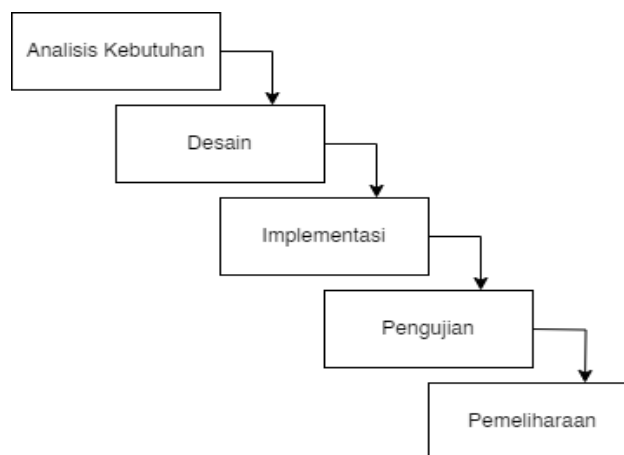 Analisis Kebutuhan
Desain
Implementasi
Pengujian
Pemeliharaan